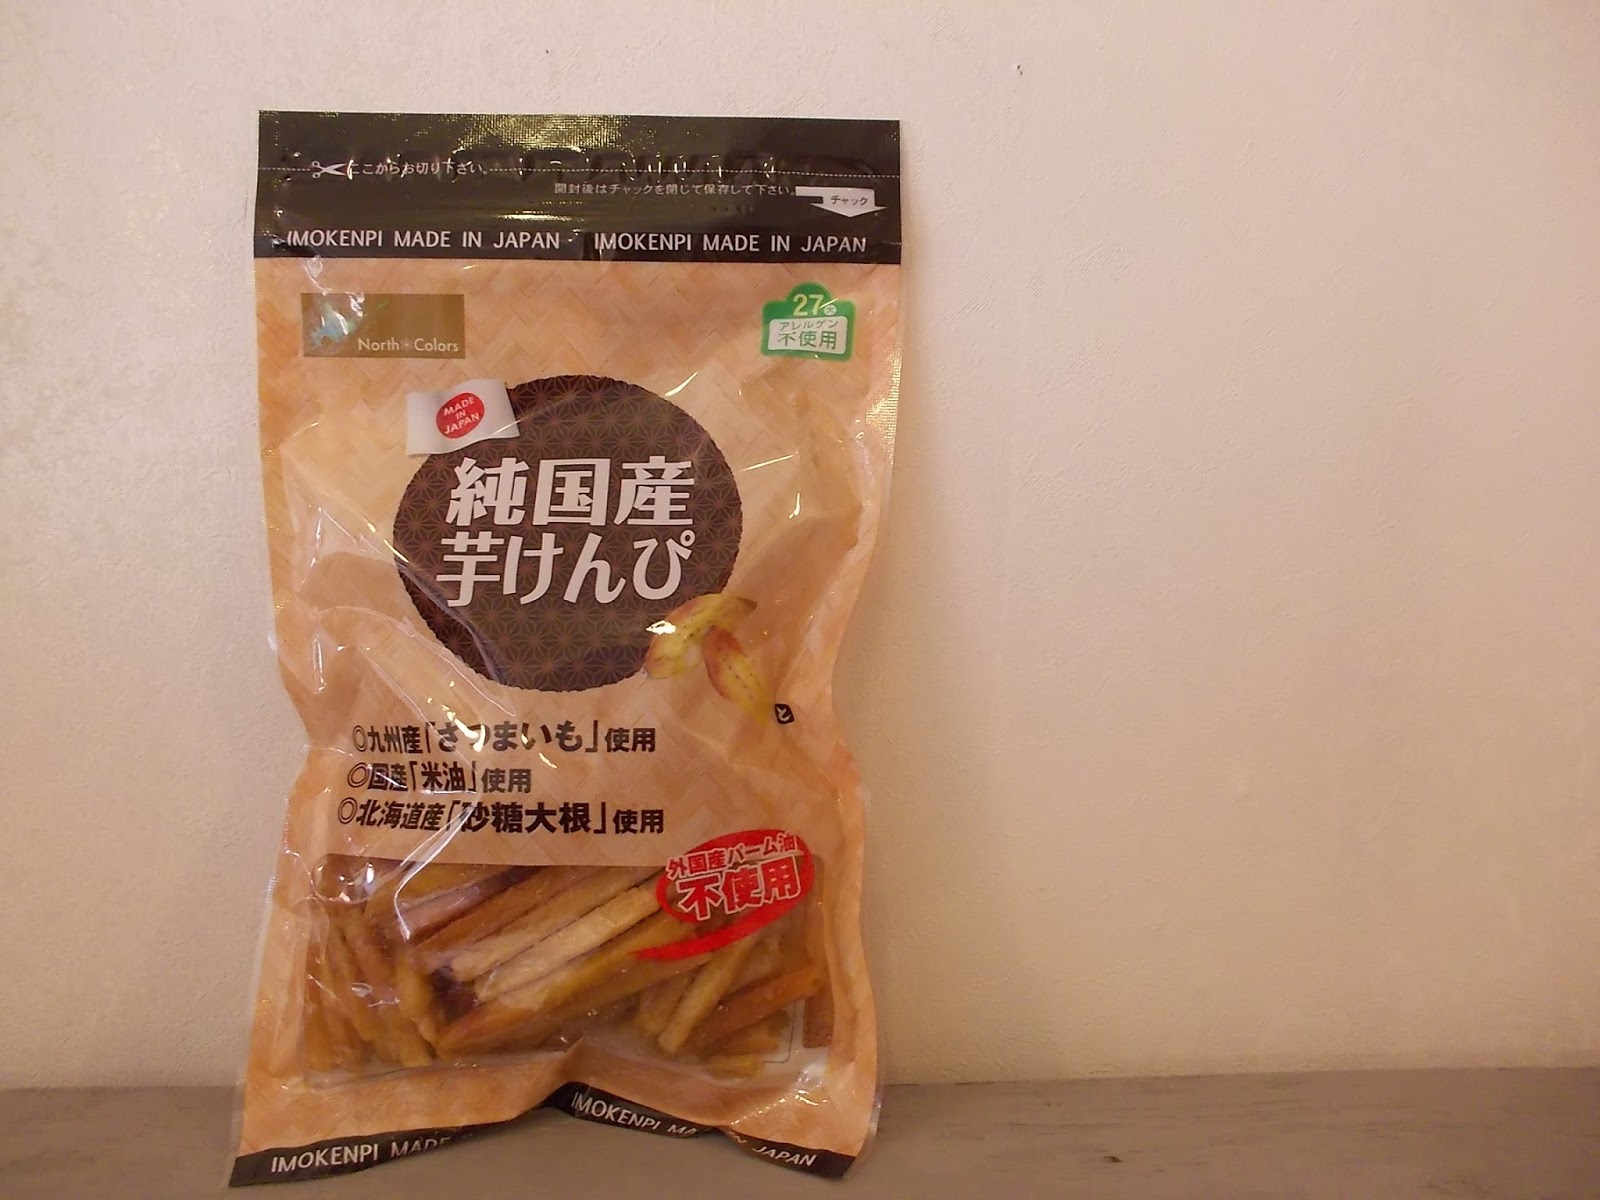 ここからお切り下さい。
開封後はチャックを閉じて保存して下さい。
チャック
IMOKENPI MADE IN JAPAN IMOKENPI MADE IN JAPAN
North Colors
27大
アレルゲン
不使用
MADE
IN
JAPAN
純国産
芋けんぴ
と
◎九州産「さつまいも」使用
◎国産「米油」使用
◎北海道産「砂糖大根」使用
外国産パーム油
不使用
IMOKENPI MADE IMOKENPI MA JAPAN